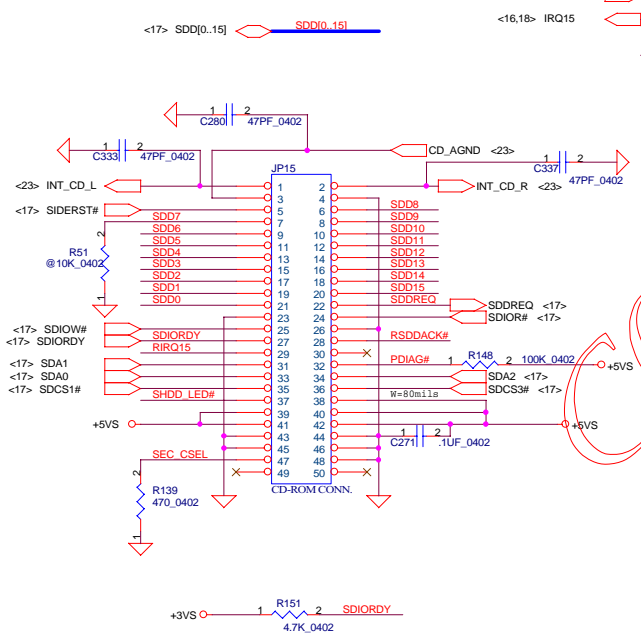 <17> SDD[0..15] SDD[0..15] <16,18> IRQ15
1 2
C280 47PF_0402
1 2
C333 47PF_0402
CD_AGND <23>
1 2
C337
47PF_0402
JP15
<23> INT_CD_L 1 2 INT_CD_R <23>
3 4
<17> SIDERST# 5 6 SDD8
SDD7 7 8 SDD9
SDD6 9 10 SDD10
SDD5 11 12 SDD11
SDD4 13 14 SDD12
SDD3 15 16 SDD13
SDD2 17 18 SDD14
SDD1 19 20 SDD15
SDD0 21 22 SDDREQ SDDREQ <17>
2
R51
@10K_0402
1
23 24 SDIOR# <17>
<17> SDIOW# 25 26
<17> SDIORDY SDIORDY 27 28 RSDDACK#
RIRQ15 29 30
<17> SDA1 31 32 PDIAG# 1 R148 2 100K_0402 +5VS
<17> SDA0 33 34 SDA2 <17>
<17> SDCS1# 35 36 SDCS3# <17>
SHDD_LED# 37 38 W=80mils
39 40
+5VS 41 42 +5VS
43 44 1 2
C271 .1UF_0402
45 46
SEC_CSEL 47 48
49 50
CD-ROM CONN.
2
R139
470_0402
1
+3VS 1 R151 2 SDIORDY
4.7K_0402